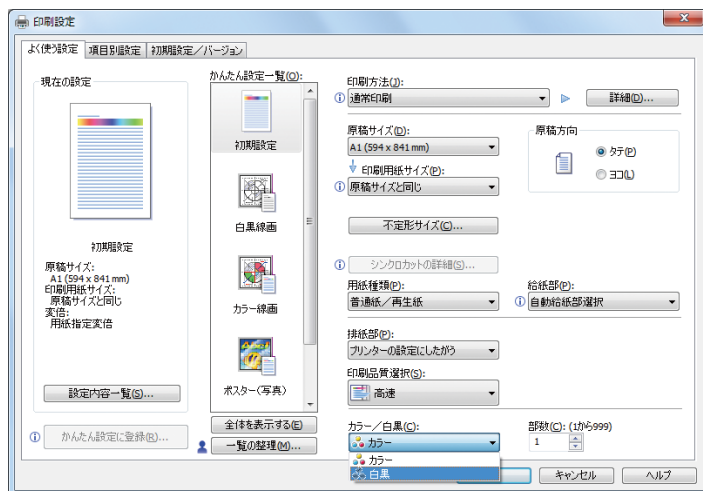 印刷設定
よく使う設定 項目別設定 初期設定／バージョン
現在の設定
初期設定
原稿サイズ:
A1 (594 x 841 mm)
印刷用紙サイズ:
原稿サイズと同じ
変倍:
用紙指定変倍
設定内容一覧(S)...
かんたん設定に登録(R)...
かんたん設定一覧(O):
初期設定
白黒線画
カラー線画
ポスター(写真)
全体を表示する(E)
一覧の整理(M)...
印刷方法(J):
通常印刷
詳細(D)...
原稿サイズ(D):
A1 (594 x 841 mm)
印刷用紙サイズ(P):
原稿サイズと同じ
原稿方向
タテ(P)
ヨコ(L)
不定形サイズ(C)...
シンクロカットの詳細(S)...
用紙種類(P):
普通紙／再生紙
給紙部(P):
自動給紙部選択
排紙部(P):
プリンターの設定にしたがう
印刷品質選択(S):
高速
カラー／白黒(C):
カラー
カラー
白黒
部数(C): (1から999)
1
キャンセル
ヘルプ